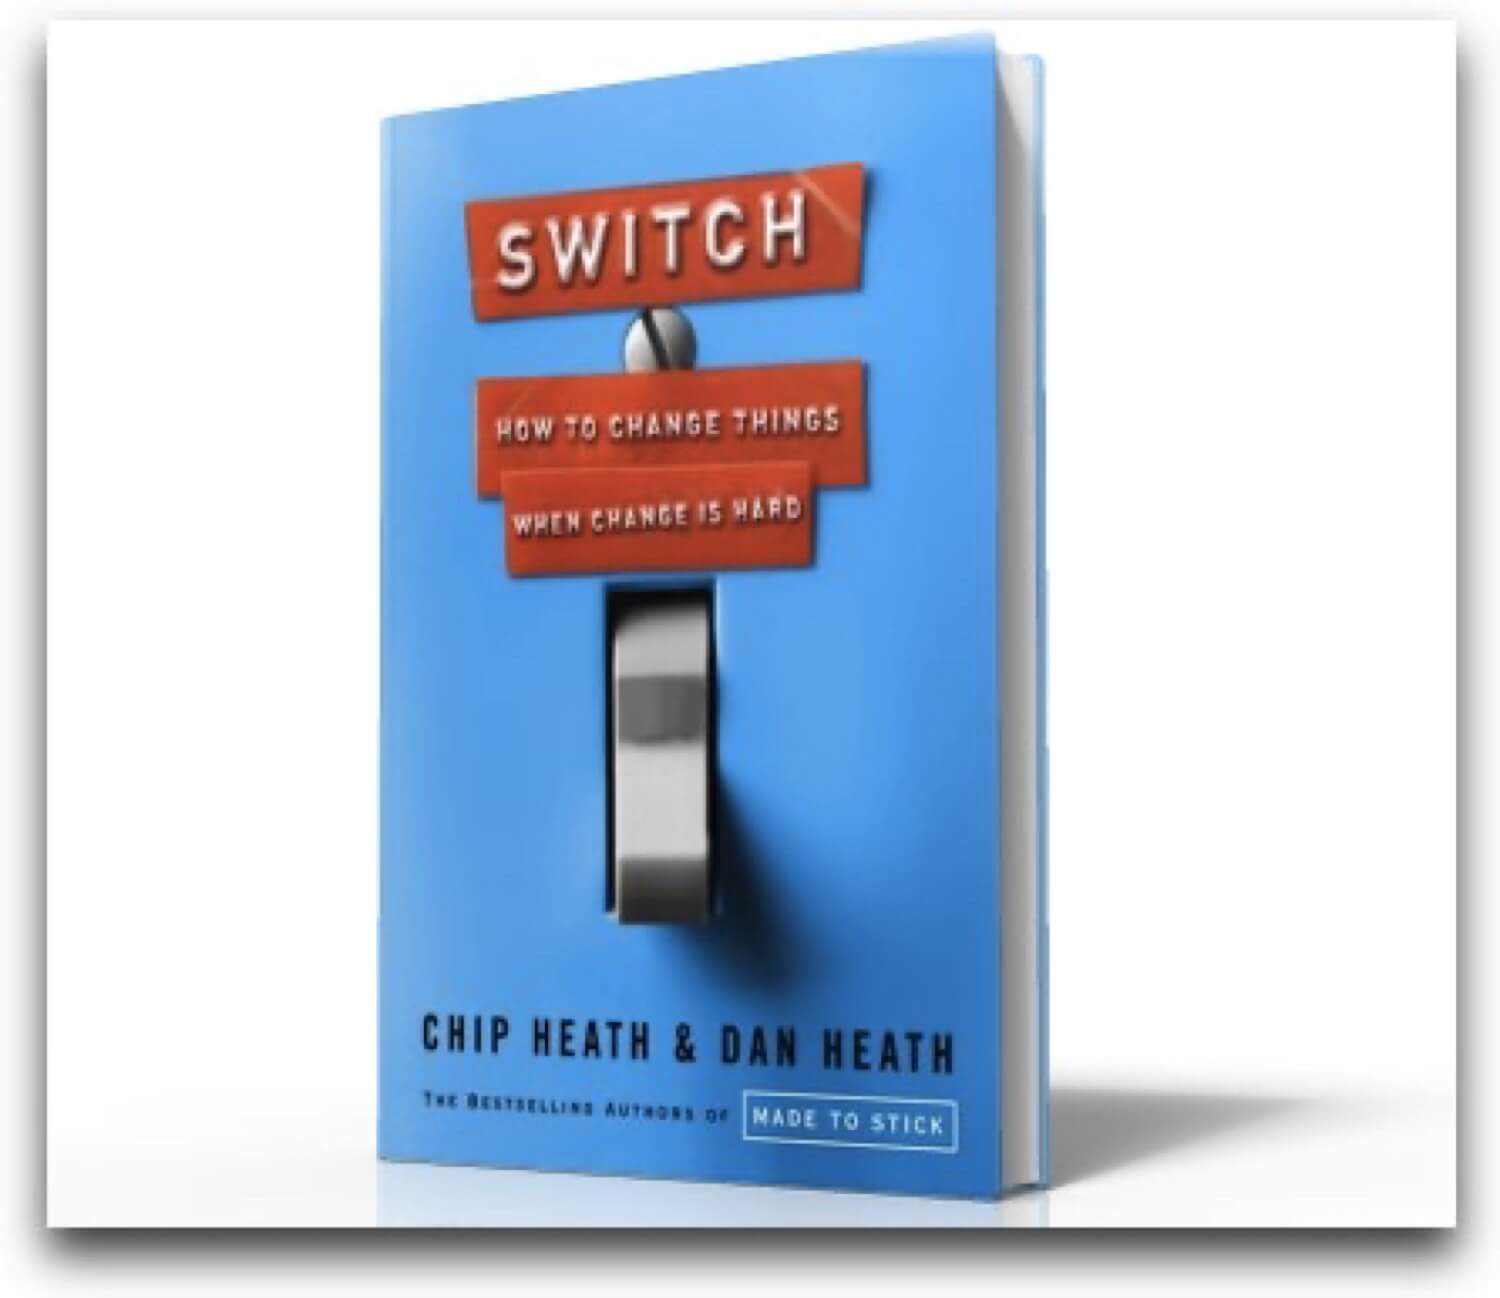 SWITCH
HOW TO CHANGE THINGS
WHEN CHANGE IS HARD
CHIP HEATH & DAN HEATH
THE BESTSELLING AUTHORS OF MADE TO STICK